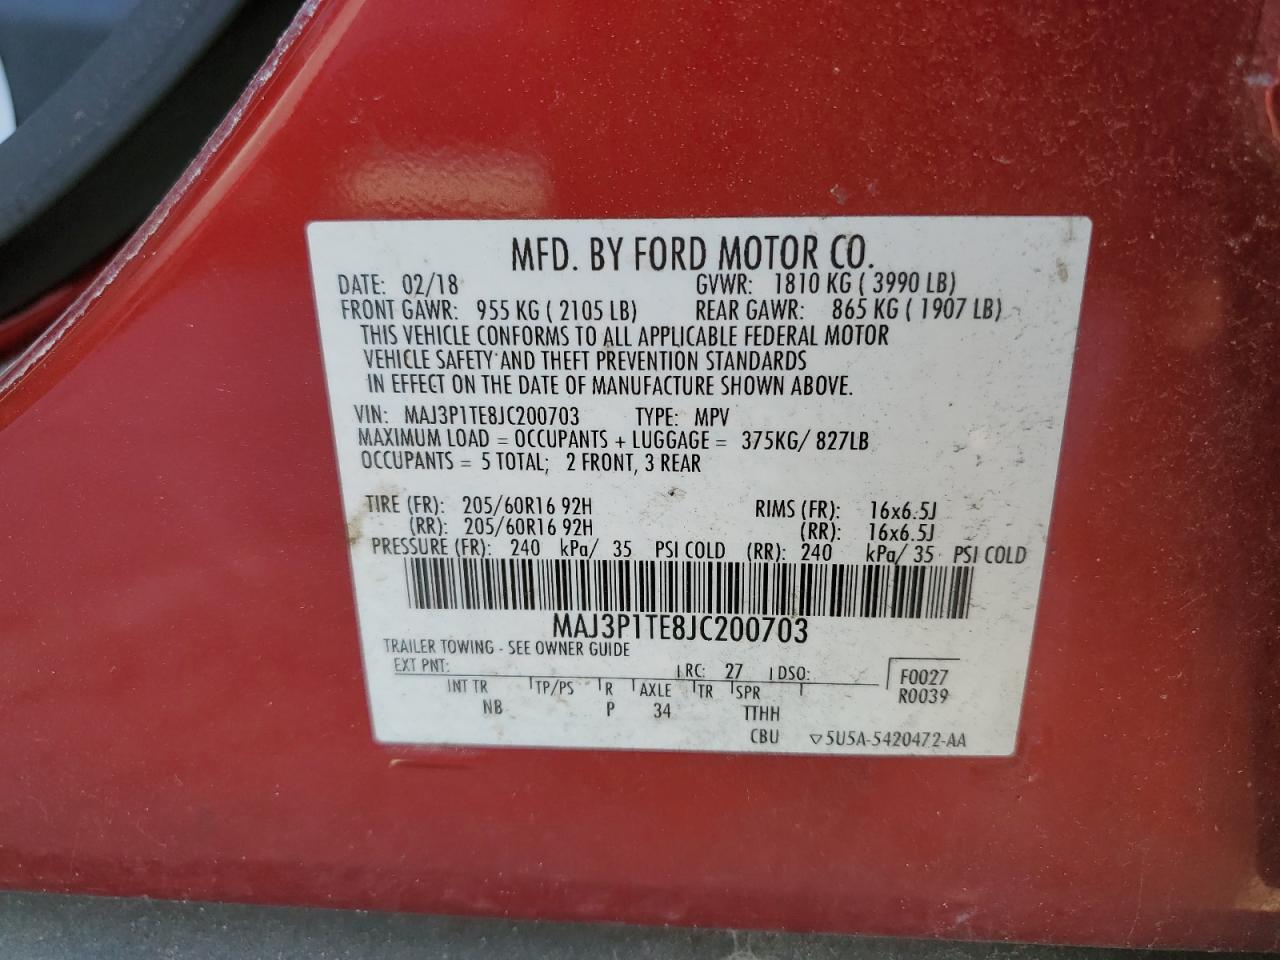 MFD. BY FORD MOTOR CO.
DATE: 02/18 GVWR: 1810 KG ( 3990 LB)
FRONT GAWR: 955 KG ( 2105 LB) REAR GAWR: 865 KG ( 1907 LB)
THIS VEHICLE CONFORMS TO ALL APPLICABLE FEDERAL MOTOR
VEHICLE SAFETY AND THEFT PREVENTION STANDARDS
IN EFFECT ON THE DATE OF MANUFACTURE SHOWN ABOVE.
VIN: MAJ3P1TE8JC200703 TYPE: MPV
MAXIMUM LOAD = OCCUPANTS + LUGGAGE = 375KG/ 827LB
OCCUPANTS = 5 TOTAL; 2 FRONT, 3 REAR
TIRE (FR): 205/60R16 92H RIMS (FR): 16x6.5J
(RR): 205/60R16 92H (RR): 16x6.5J
PRESSURE (FR): 240 kPa/ 35 PSI COLD (RR): 240 kPa/ 35 PSI COLD
MAJ3P1TE8JC200703
TRAILER TOWING - SEE OWNER GUIDE
EXT PNT: RC: 27 DSO: F0027
INT TR TP/PS R AXLE TR SPR R0039
NB P 34 TTHH
CBU ▽5U5A-5420472-AA